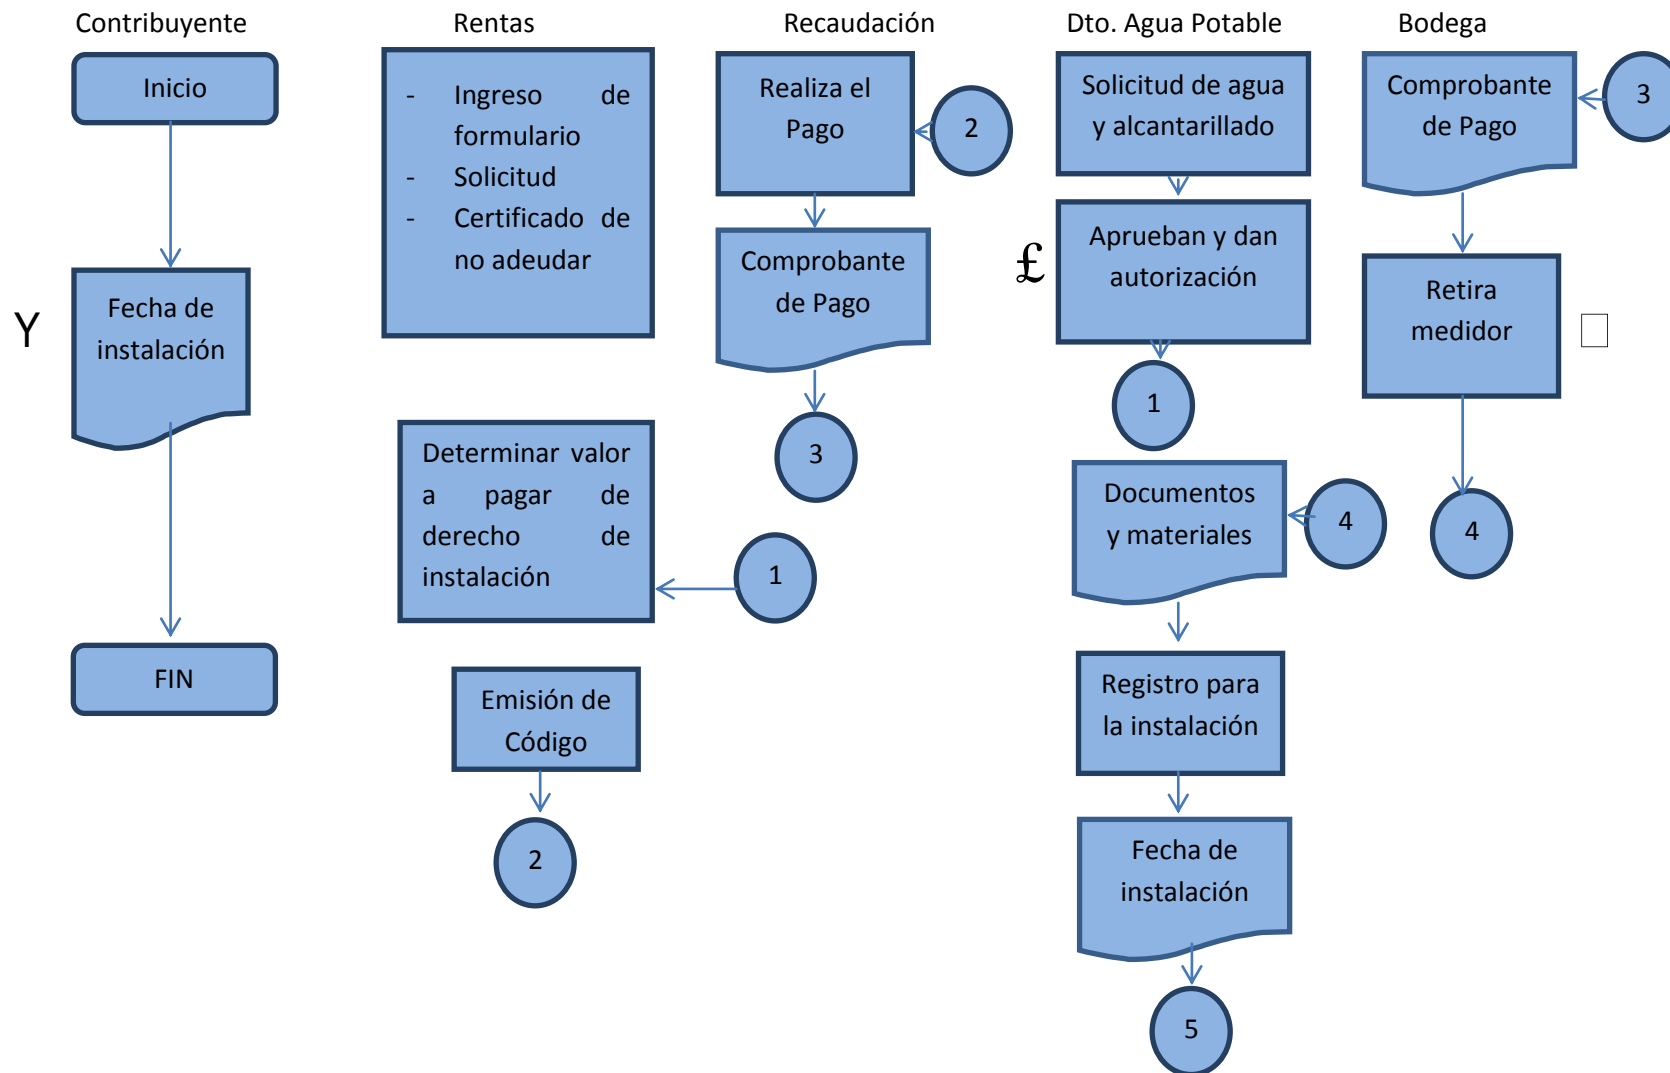 Contribuyente
Inicio
Y
Fecha de
instalación
FIN
Rentas
- Ingreso de
formulario
- Solicitud
- Certificado de
no adeudar
Determinar valor
a pagar de
derecho de
instalación
1
Emisión de
Código
2
Recaudación
Realiza el
Pago
2
Comprobante
de Pago
3
Dto. Agua Potable
Solicitud de agua
y alcantarillado
£
Aprueban y dan
autorización
1
Documentos
y materiales
4
Registro para
la instalación
Fecha de
instalación
5
Bodega
Comprobante
de Pago
3
Retira
medidor
□
4